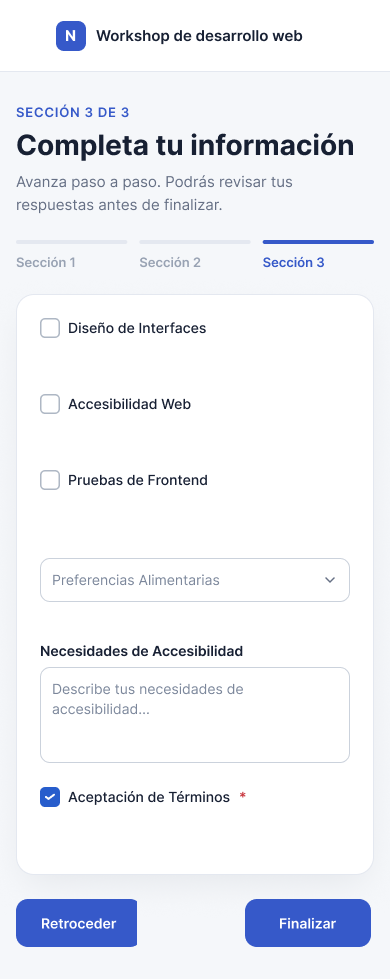 N Workshop de desarrollo web
SECCIÓN 3 DE 3
Completa tu información
Avanza paso a paso. Podrás revisar tus
respuestas antes de finalizar.
Sección 1 Sección 2 Sección 3
Diseño de Interfaces
Accesibilidad Web
Pruebas de Frontend
Preferencias Alimentarias
Necesidades de Accesibilidad
Describe tus necesidades de
accesibilidad...
Aceptación de Términos *
Retroceder Finalizar